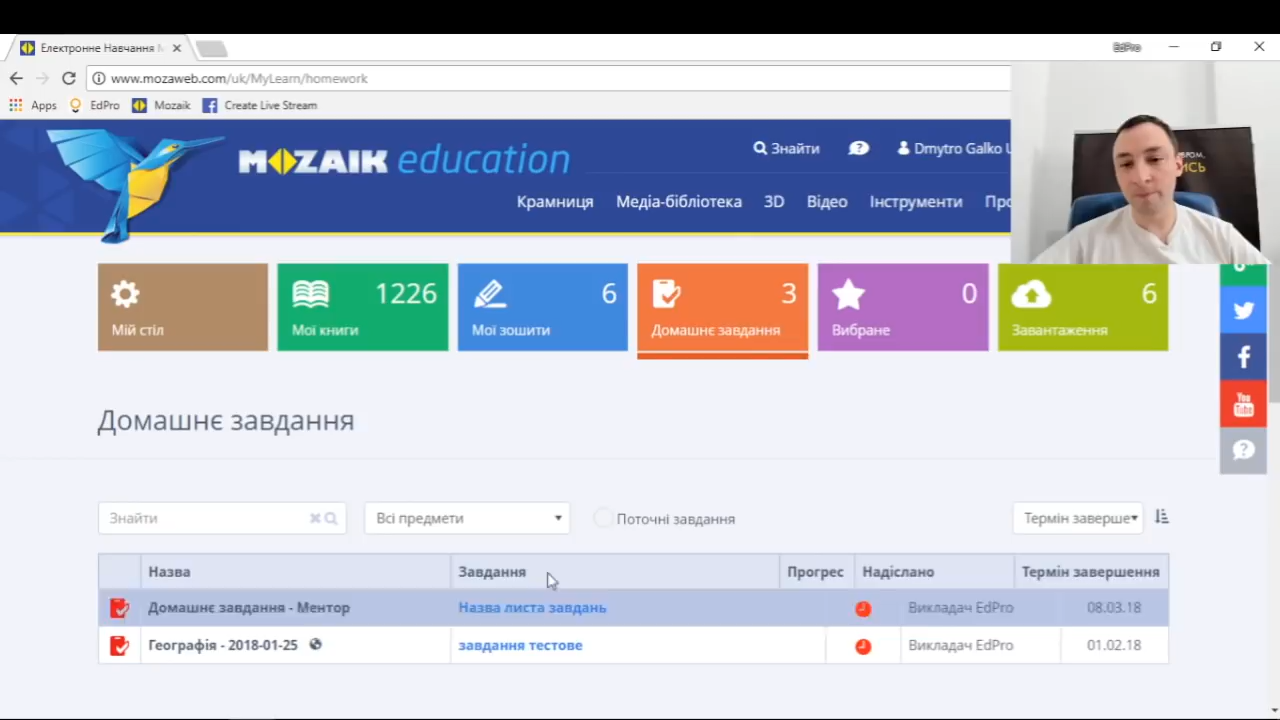 Електронне Навчання М
EdPro
www.mozaweb.com/uk/MyLearn/homework
Apps EdPro Mozaik Create Live Stream
MOZAIK education
Знайти Dmytro Galko
Крамниця Медіа-бібліотека 3D Відео Інструменти Про
ИСЬ
1226 6 3 0 6
Мій стіл Мої книги Мої зошити Домашнє завдання Вибране Завантаження
You Tube
Домашнє завдання
Знайти Всі предмети Поточні завдання Термін заверше
Назва Завдання Прогрес Надіслано Термін завершення
Домашнє завдання - Ментор Назва листа завдань Викладач EdPro 08.03.18
Географія - 2018-01-25 завдання тестове Викладач EdPro 01.02.18